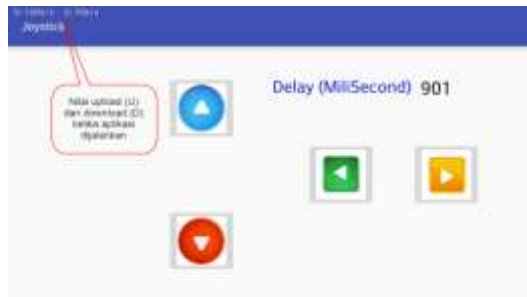 Joystick
Nilai upload (U)
dan download (D)
ketika aplikasi
dijalankan
Delay (MiliSecond) 901